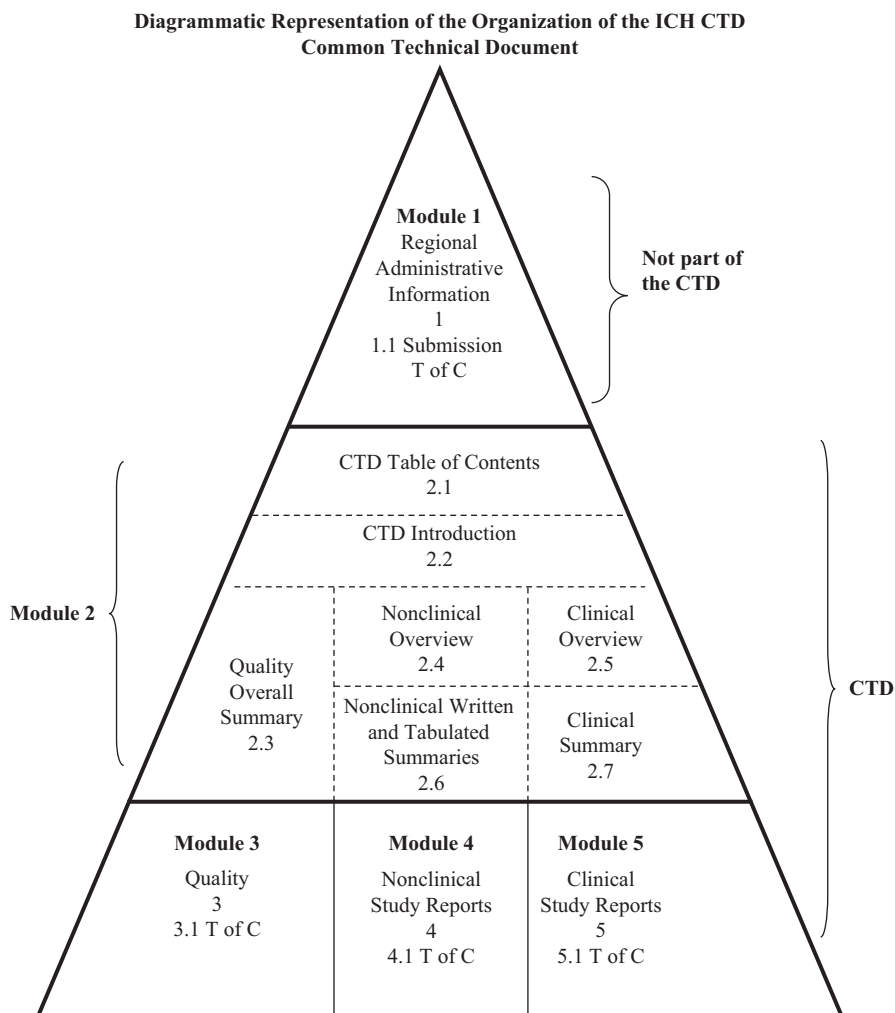 Diagrammatic Representation of the Organization of the ICH CTD
Common Technical Document
Module 1
Regional
Administrative
Information
1
1.1 Submission
T of C
Not part of
the CTD
CTD Table of Contents
2.1
CTD Introduction
2.2
Module 2
Quality
Overall
Summary
2.3
Nonclinical
Overview
2.4
Clinical
Overview
2.5
Nonclinical Written
and Tabulated
Summaries
2.6
Clinical
Summary
2.7
CTD
Module 3
Quality
3
3.1 T of C
Module 4
Nonclinical
Study Reports
4
4.1 T of C
Module 5
Clinical
Study Reports
5
5.1 T of C